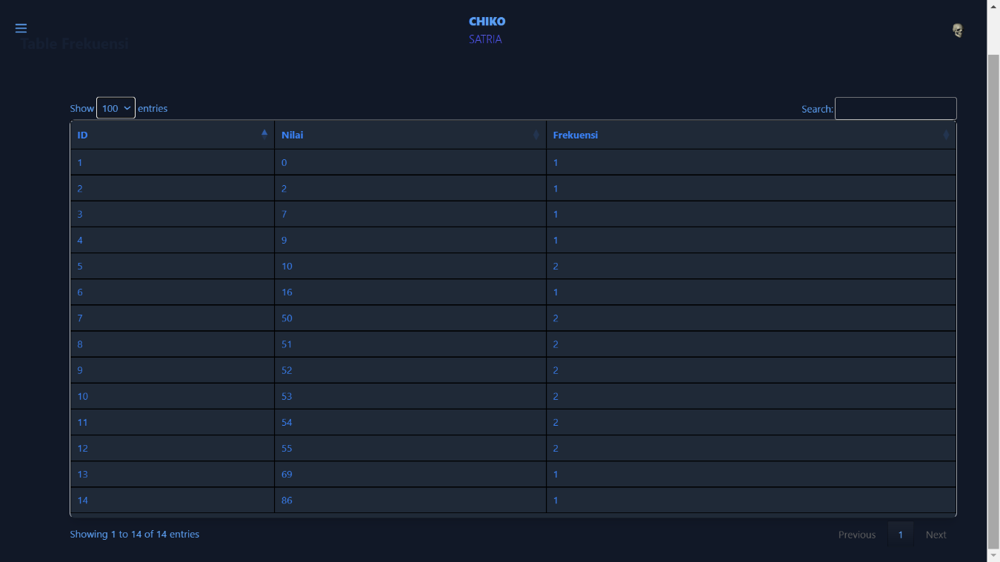 CHIKO
SATRIA
Table Frekuensi
Show 100 entries
Search:
ID Nilai Frekuensi
1 0 1
2 2 1
3 7 1
4 9 1
5 10 2
6 16 1
7 50 2
8 51 2
9 52 2
10 53 2
11 54 2
12 55 2
13 69 1
14 86 1
Showing 1 to 14 of 14 entries
Previous 1 Next